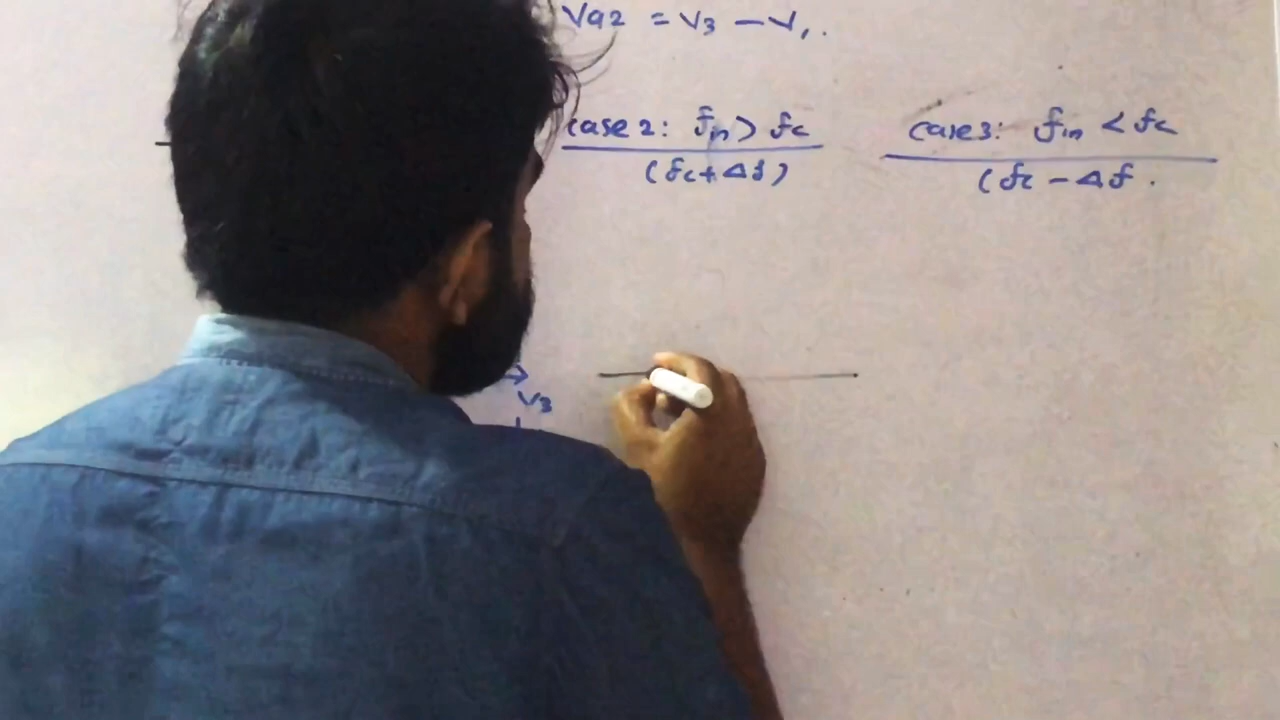 Va2 = V3 - V1.
case 2: fin > fc
(fc + Δf)
case 3: fin < fc
(fc - Δf.
V3